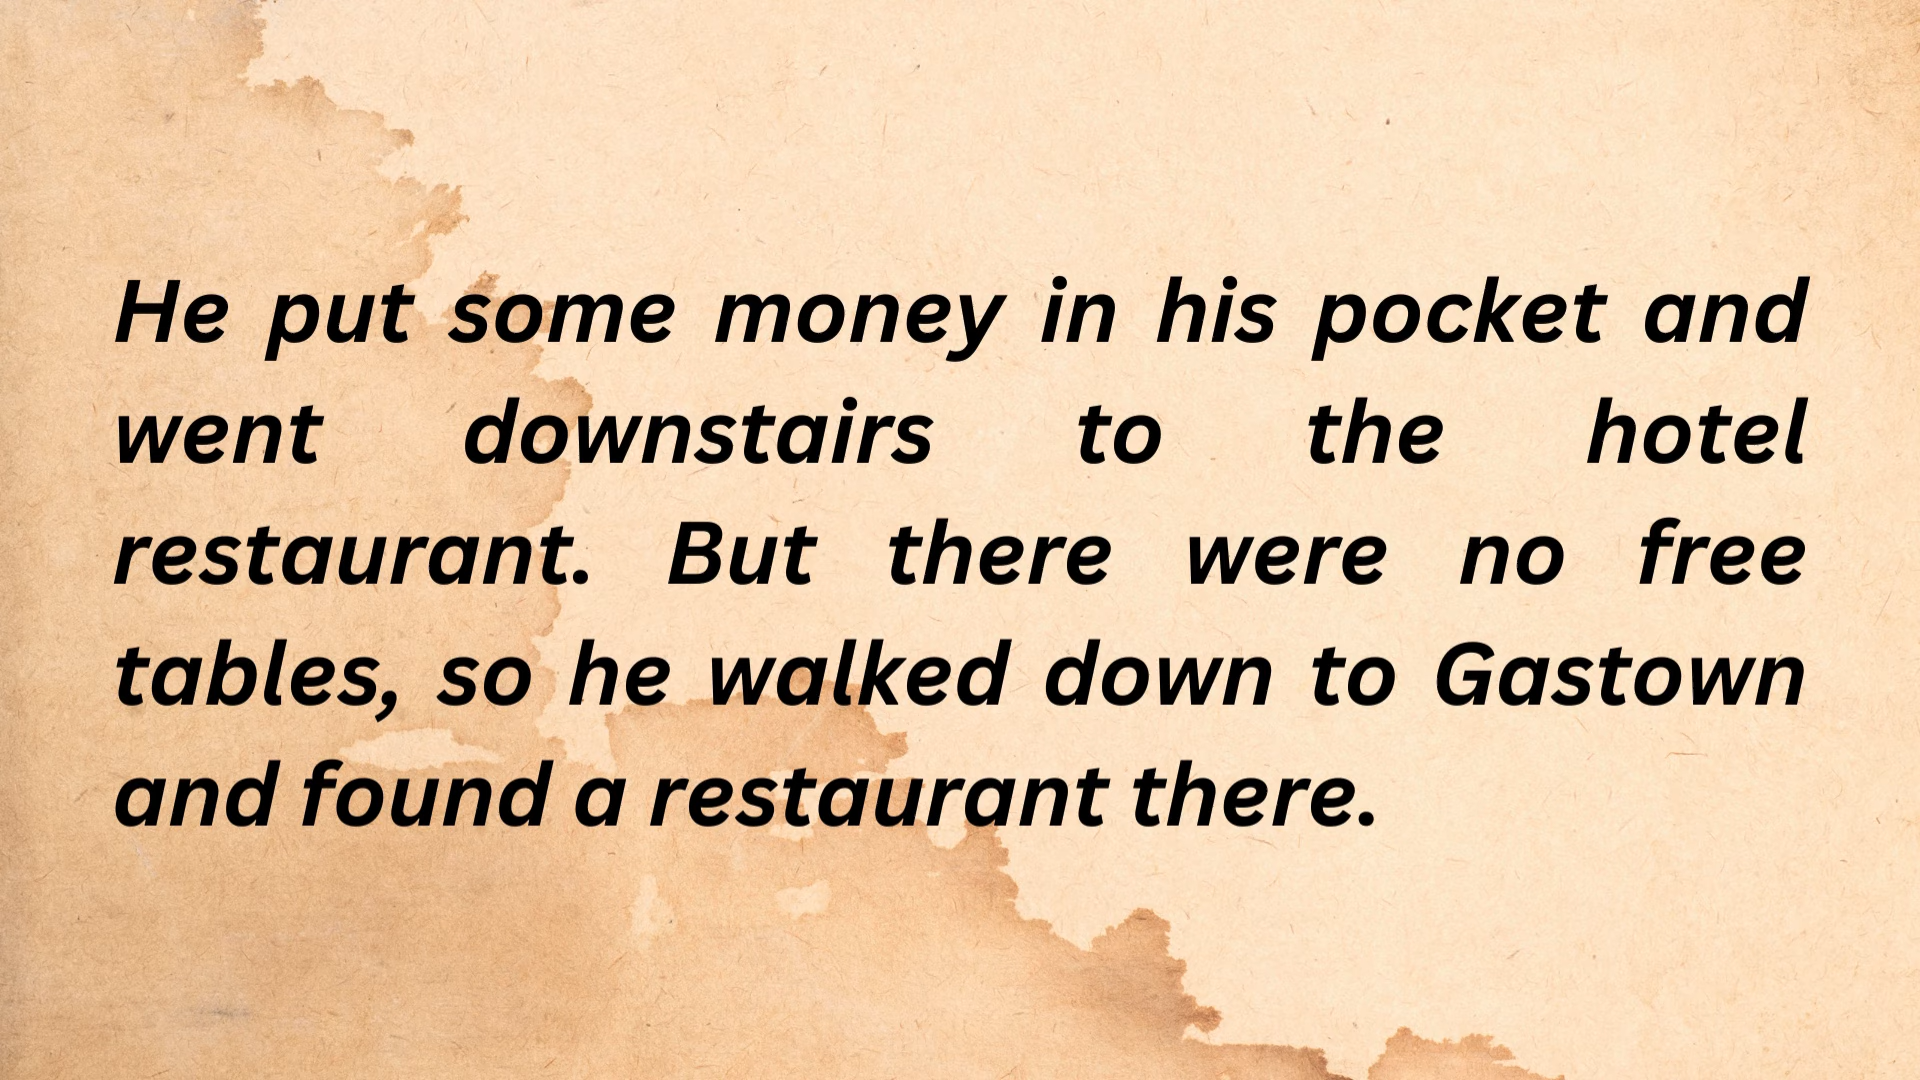 He put some money in his pocket and
went downstairs to the hotel
restaurant. But there were no free
tables, so he walked down to Gastown
and found a restaurant there.